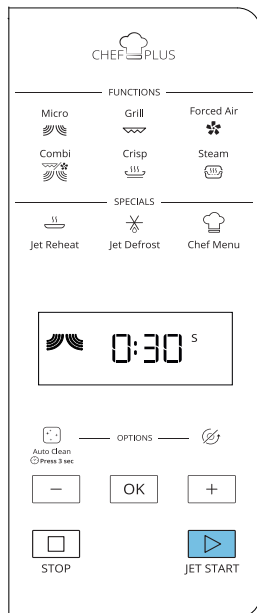 CHEF PLUS
FUNCTIONS
Micro Grill Forced Air
Combi Crisp Steam
SPECIALS
Jet Reheat Jet Defrost Chef Menu
0:30 S
OPTIONS
Auto Clean
Press 3 sec
− OK +
STOP JET START